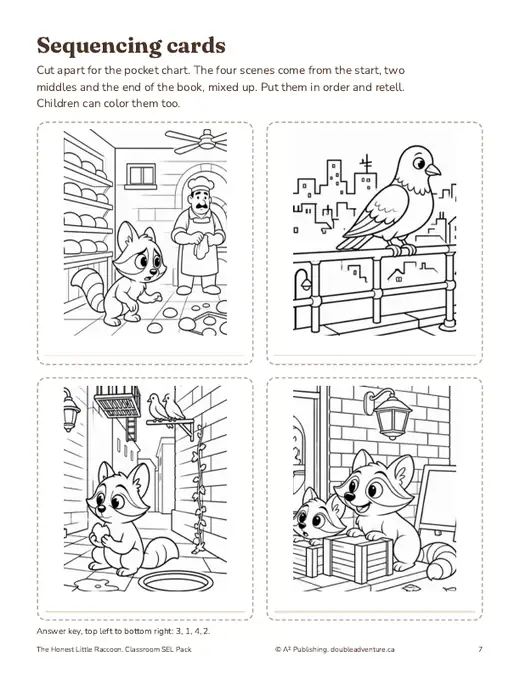 Sequencing cards
Cut apart for the pocket chart. The four scenes come from the start, two
middles and the end of the book, mixed up. Put them in order and retell.
Children can color them too.
Answer key, top left to bottom right: 3, 1, 4, 2.
The Honest Little Raccoon. Classroom SEL Pack
© A² Publishing. doubleadventure.ca
7